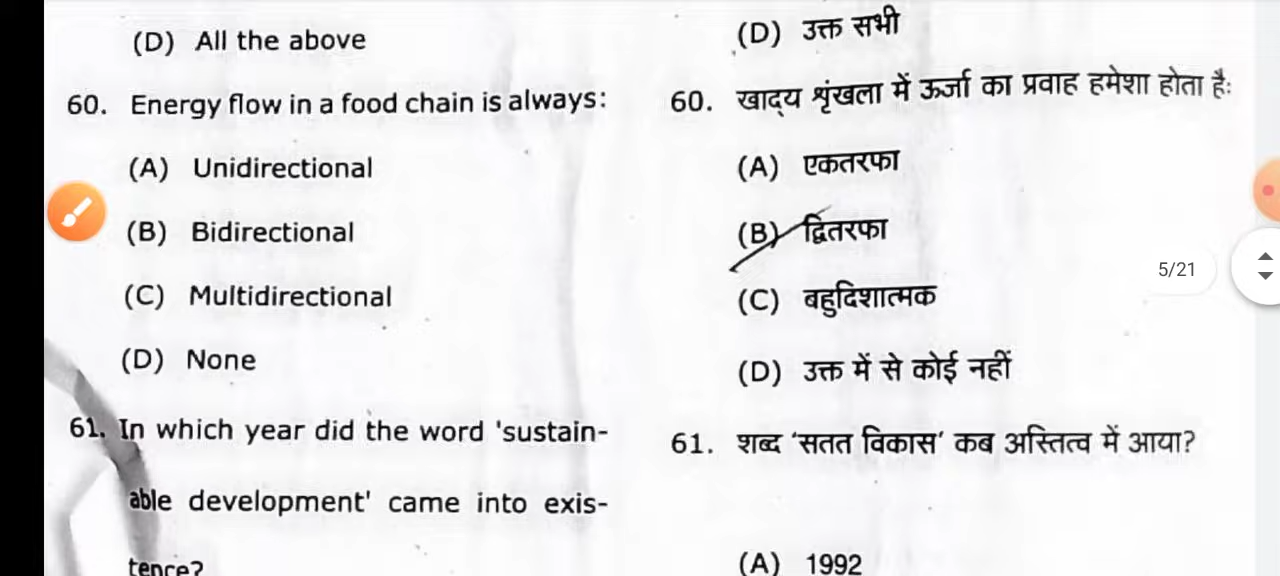 (D) All the above
60. Energy flow in a food chain is always:
(A) Unidirectional
(B) Bidirectional
(C) Multidirectional
(D) None
61. In which year did the word 'sustain-
able development' came into exis-
tence?
(D) उक्त सभी
60. खाद्य श्रृंखला में ऊर्जा का प्रवाह हमेशा होता है:
(A) एकतरफा
(B) द्वितरफा
(C) बहुदिशात्मक
(D) उक्त में से कोई नहीं
61. शब्द ‘सतत विकास’ कब अस्तित्व में आया?
(A) 1992
5/21